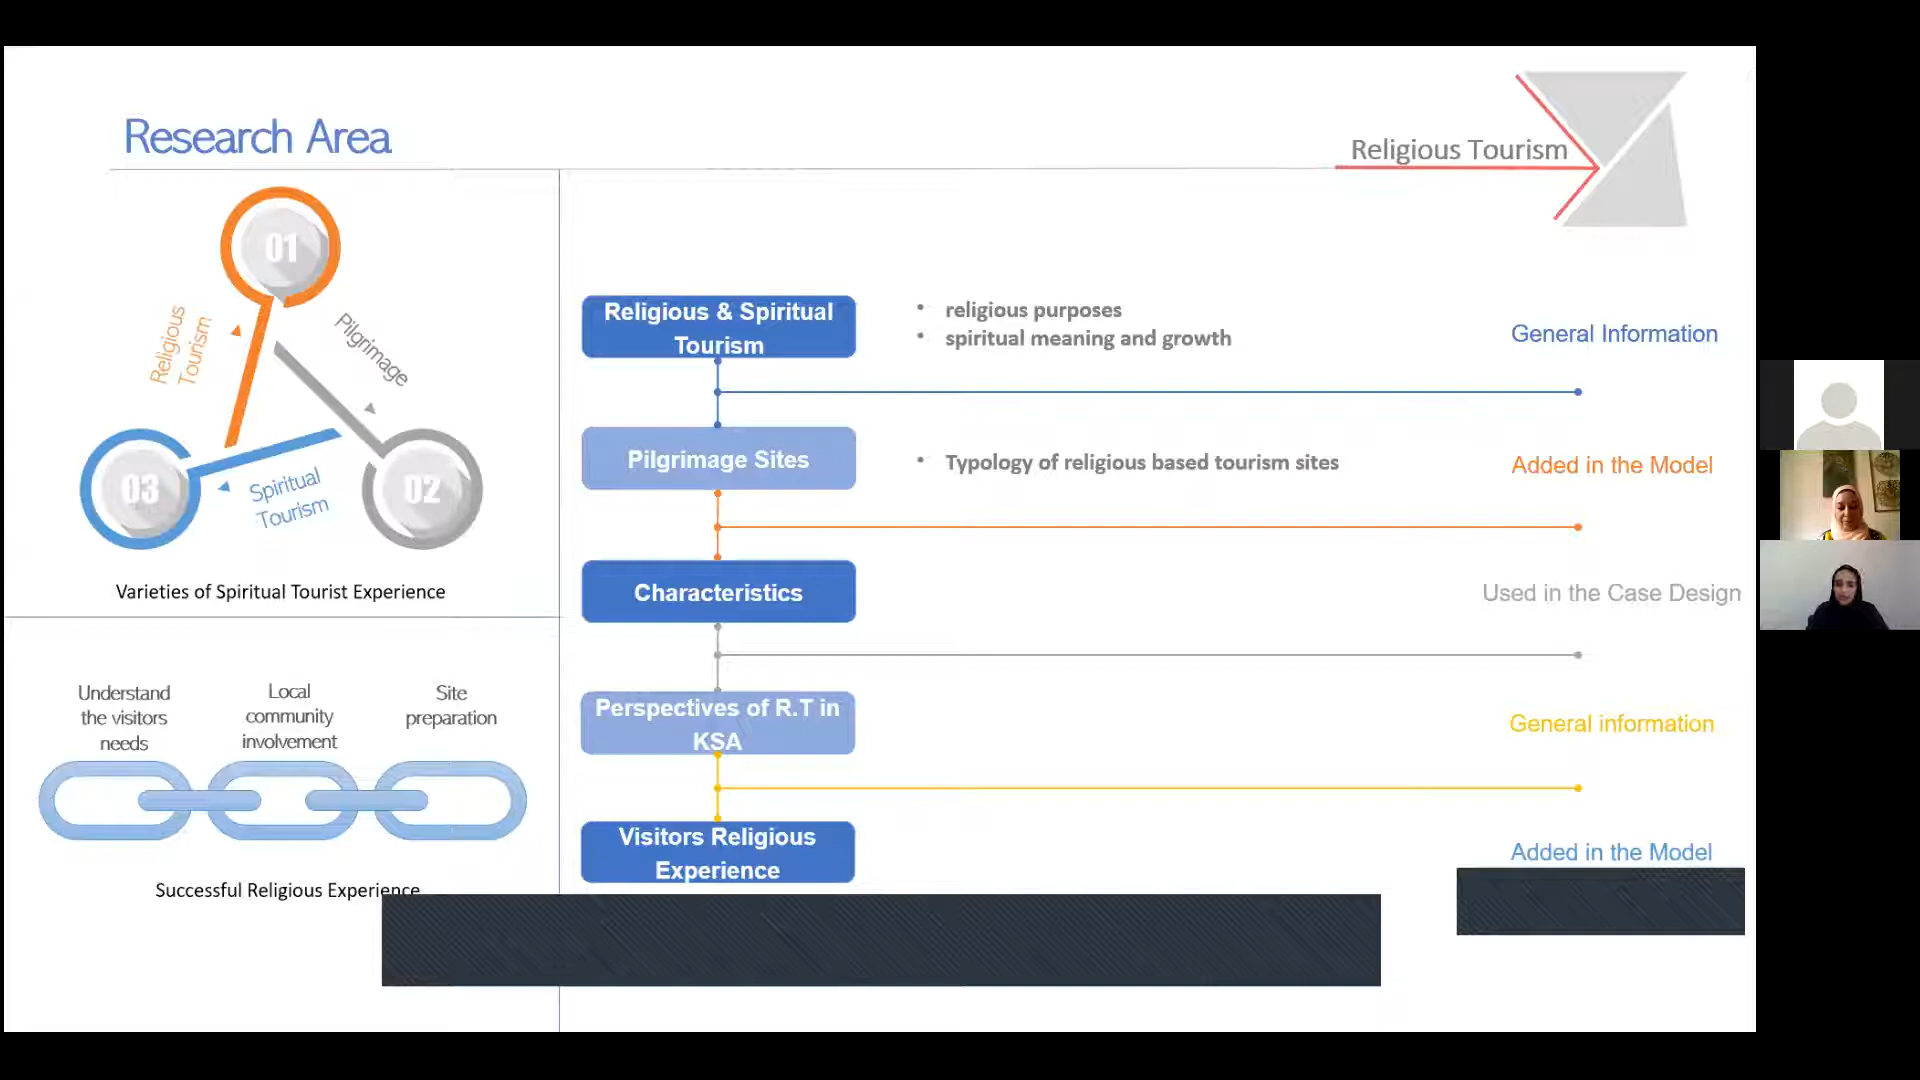 Research Area
Religious Tourism
01
Religious
Tourism
Pilgrimage
03
02
Spiritual
Tourism
Varieties of Spiritual Tourist Experience
Understand
the visitors
needs
Local
community
involvement
Site
preparation
Successful Religious Experience
Religious & Spiritual
Tourism
• religious purposes
• spiritual meaning and growth
General Information
Pilgrimage Sites
• Typology of religious based tourism sites
Added in the Model
Characteristics
Used in the Case Design
Perspectives of R.T in
KSA
General information
Visitors Religious
Experience
Added in the Model